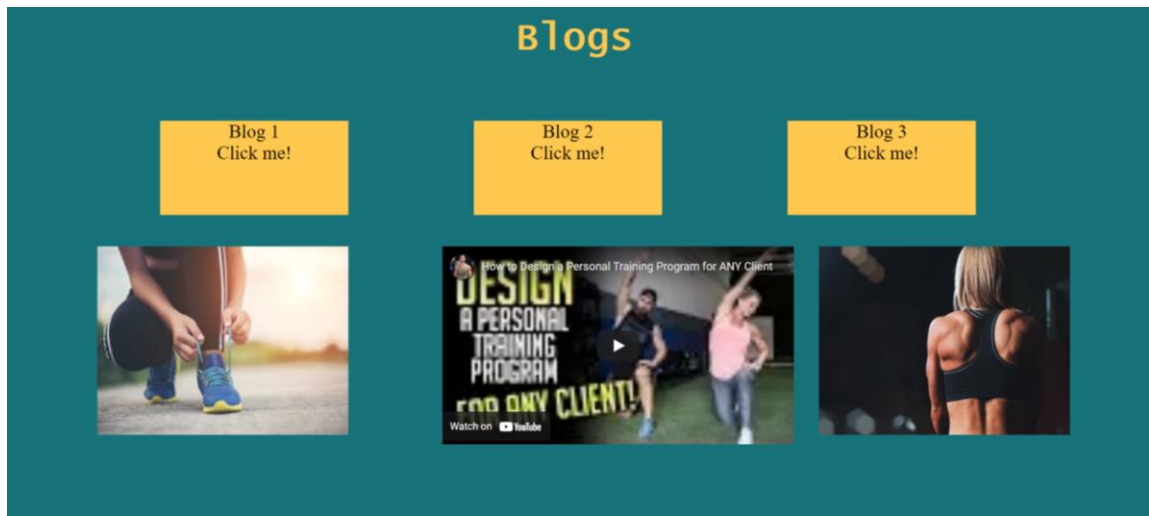 Blogs
Blog 1
Click me!
Blog 2
Click me!
Blog 3
Click me!
How to Design a Personal Training Program for ANY Client
DESIGN
A PERSONAL
TRAINING
PROGRAM
FOR ANY CLIENT!
Watch on YouTube